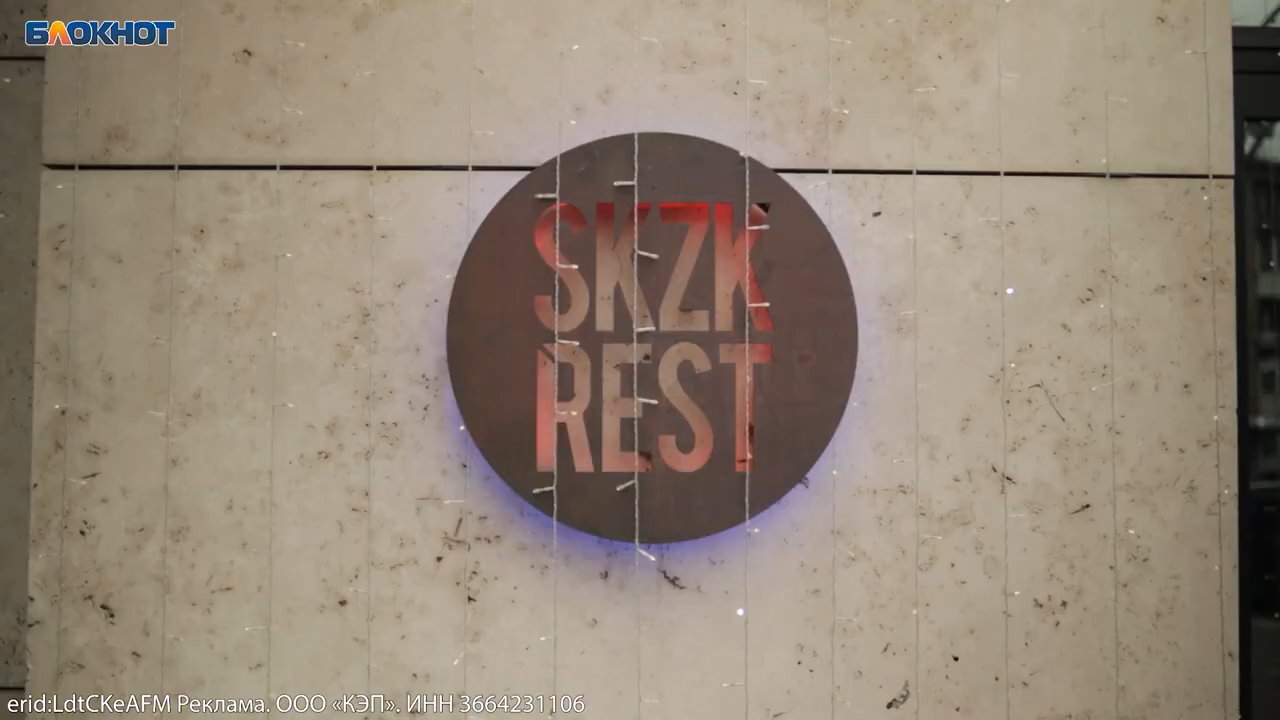 БЛОКНОТ
SKZK
REST
erid:LdtCKeAFM Реклама. ООО «КЭП». ИНН 3664231106